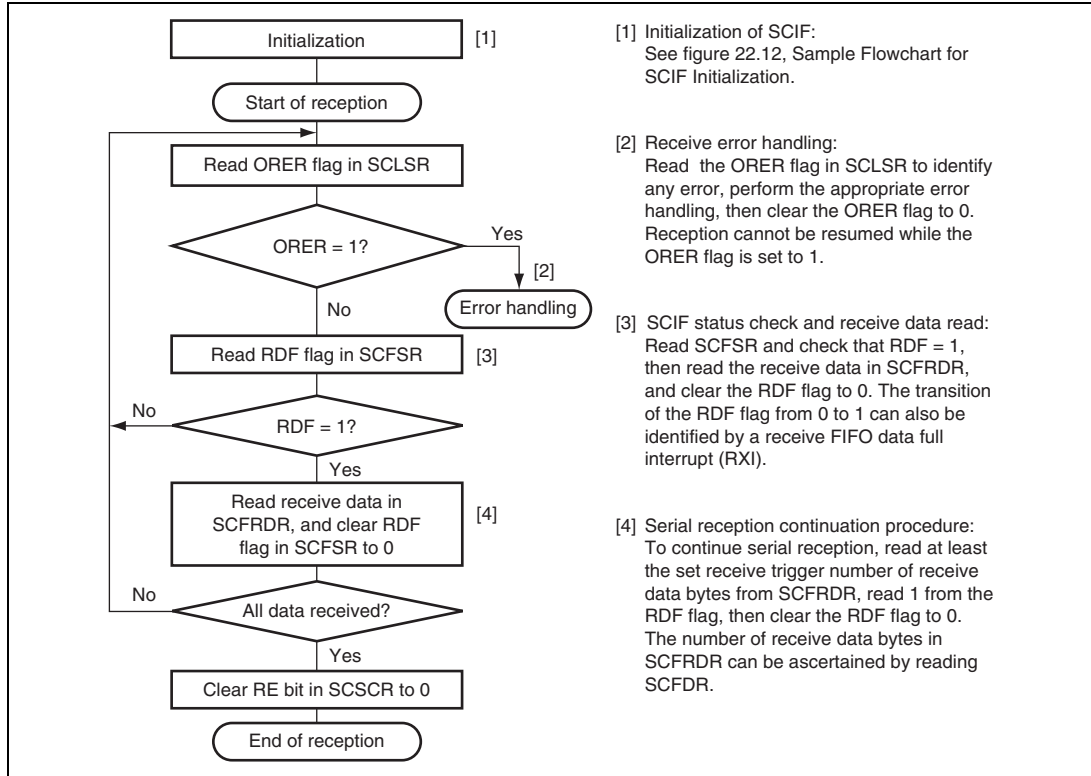 Initialization
[1]
Start of reception
Read ORER flag in SCLSR
ORER = 1?
Yes
[2]
Error handling
No
Read RDF flag in SCFSR
[3]
No
RDF = 1?
Yes
Read receive data in
SCFRDR, and clear RDF
flag in SCFSR to 0
[4]
No
All data received?
Yes
Clear RE bit in SCSCR to 0
End of reception
[1] Initialization of SCIF:
See figure 22.12, Sample Flowchart for
SCIF Initialization.
[2] Receive error handling:
Read the ORER flag in SCLSR to identify
any error, perform the appropriate error
handling, then clear the ORER flag to 0.
Reception cannot be resumed while the
ORER flag is set to 1.
[3] SCIF status check and receive data read:
Read SCFSR and check that RDF = 1,
then read the receive data in SCFRDR,
and clear the RDF flag to 0. The transition
of the RDF flag from 0 to 1 can also be
identified by a receive FIFO data full
interrupt (RXI).
[4] Serial reception continuation procedure:
To continue serial reception, read at least
the set receive trigger number of receive
data bytes from SCFRDR, read 1 from the
RDF flag, then clear the RDF flag to 0.
The number of receive data bytes in
SCFRDR can be ascertained by reading
SCFDR.